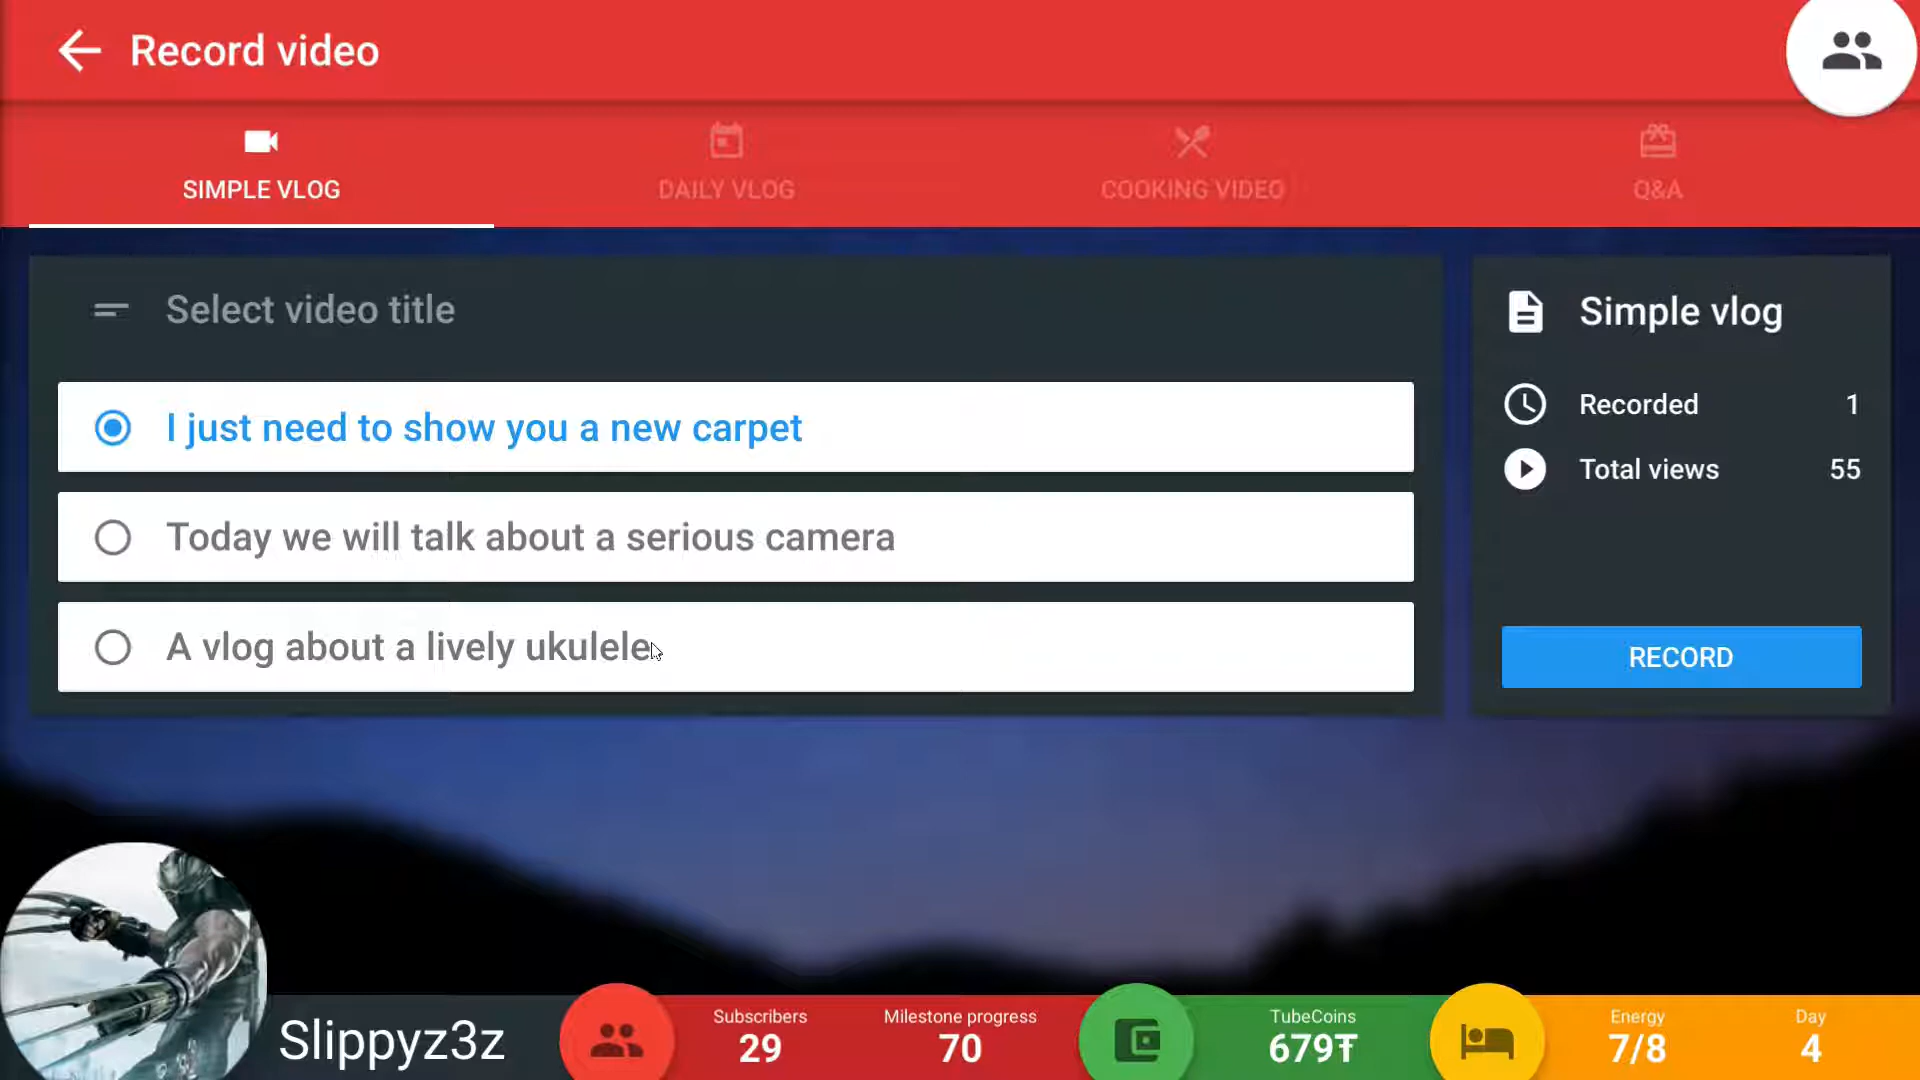 Record video
SIMPLE VLOG
DAILY VLOG
COOKING VIDEO
Q&A
Select video title
I just need to show you a new carpet
Today we will talk about a serious camera
A vlog about a lively ukulele
Simple vlog
Recorded 1
Total views 55
RECORD
Slippyz3z
Subscribers
29
Milestone progress
70
TubeCoins
679Ŧ
Energy
7/8
Day
4